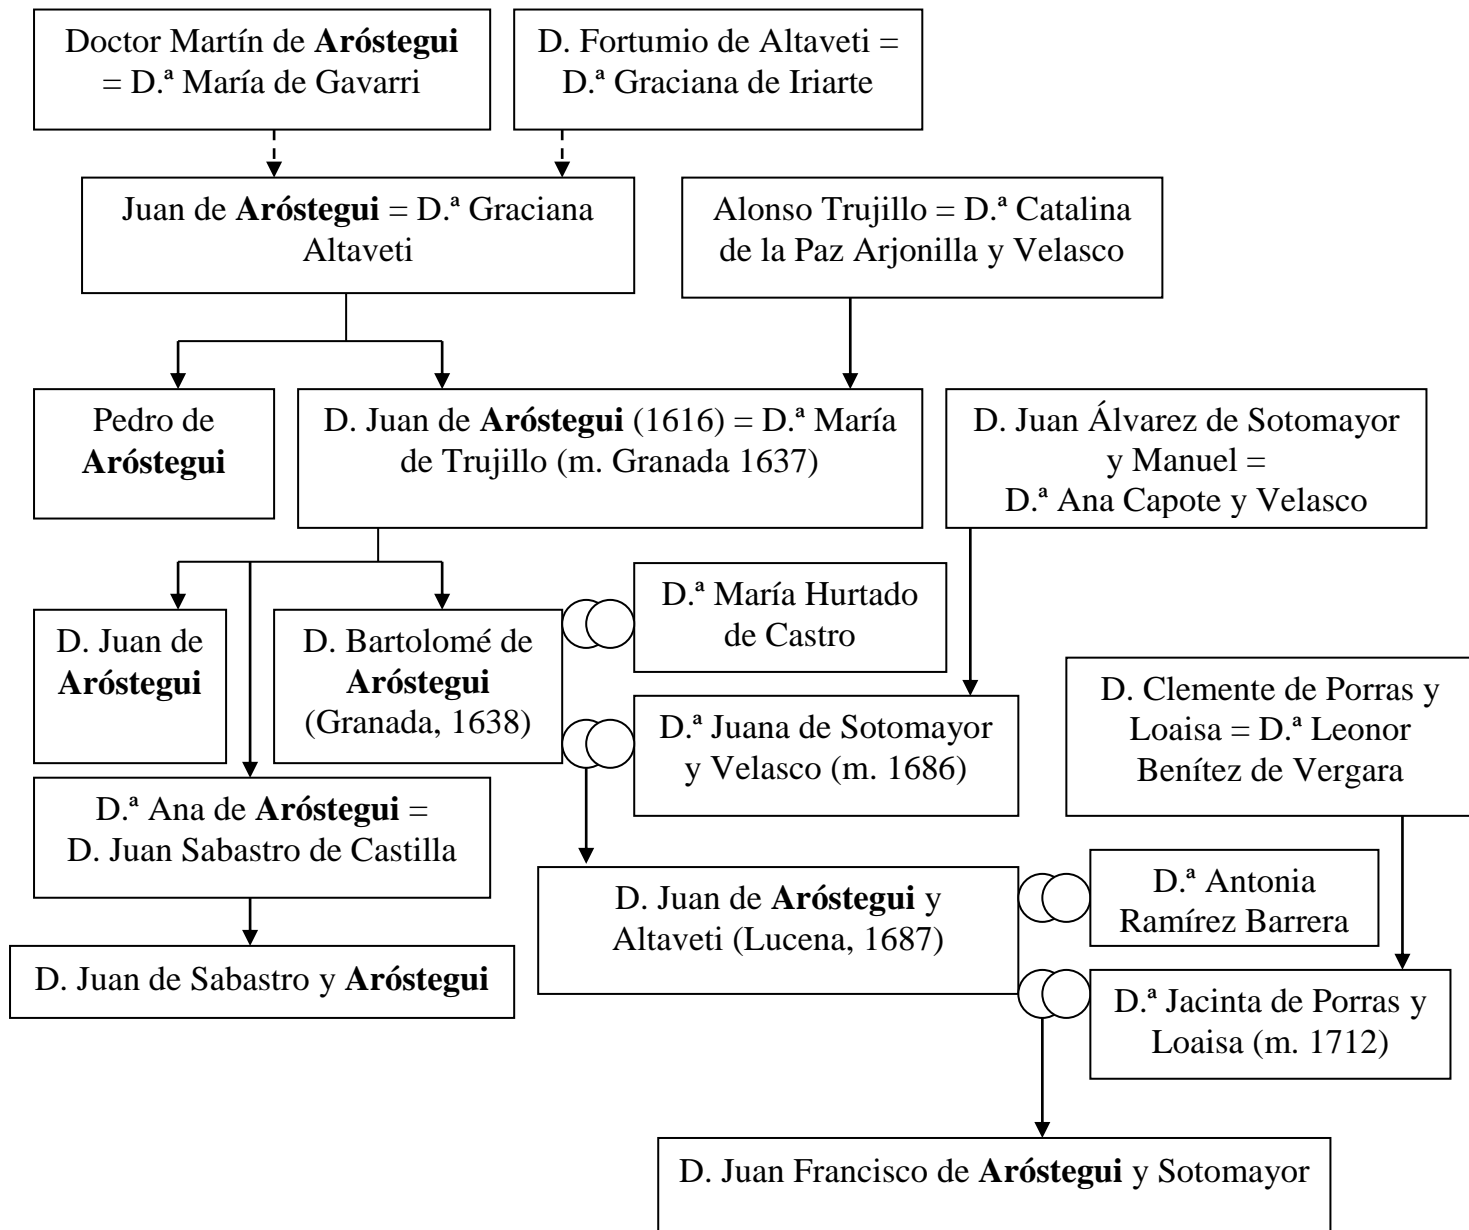 Doctor Martín de Aróstegui
= D.ª María de Gavarri
D. Fortumio de Altaveti =
D.ª Graciana de Iriarte
Juan de Aróstegui = D.ª Graciana
Altaveti
Alonso Trujillo = D.ª Catalina
de la Paz Arjonilla y Velasco
Pedro de
Aróstegui
D. Juan de Aróstegui (1616) = D.ª María
de Trujillo (m. Granada 1637)
D. Juan Álvarez de Sotomayor
y Manuel =
D.ª Ana Capote y Velasco
D.ª María Hurtado
de Castro
D. Juan de
Aróstegui
D. Bartolomé de
Aróstegui
(Granada, 1638)
D.ª Juana de Sotomayor
y Velasco (m. 1686)
D. Clemente de Porras y
Loaisa = D.ª Leonor
Benítez de Vergara
D.ª Ana de Aróstegui =
D. Juan Sabastro de Castilla
D. Juan de Aróstegui y
Altaveti (Lucena, 1687)
D.ª Antonia
Ramírez Barrera
D. Juan de Sabastro y Aróstegui
D.ª Jacinta de Porras y
Loaisa (m. 1712)
D. Juan Francisco de Aróstegui y Sotomayor